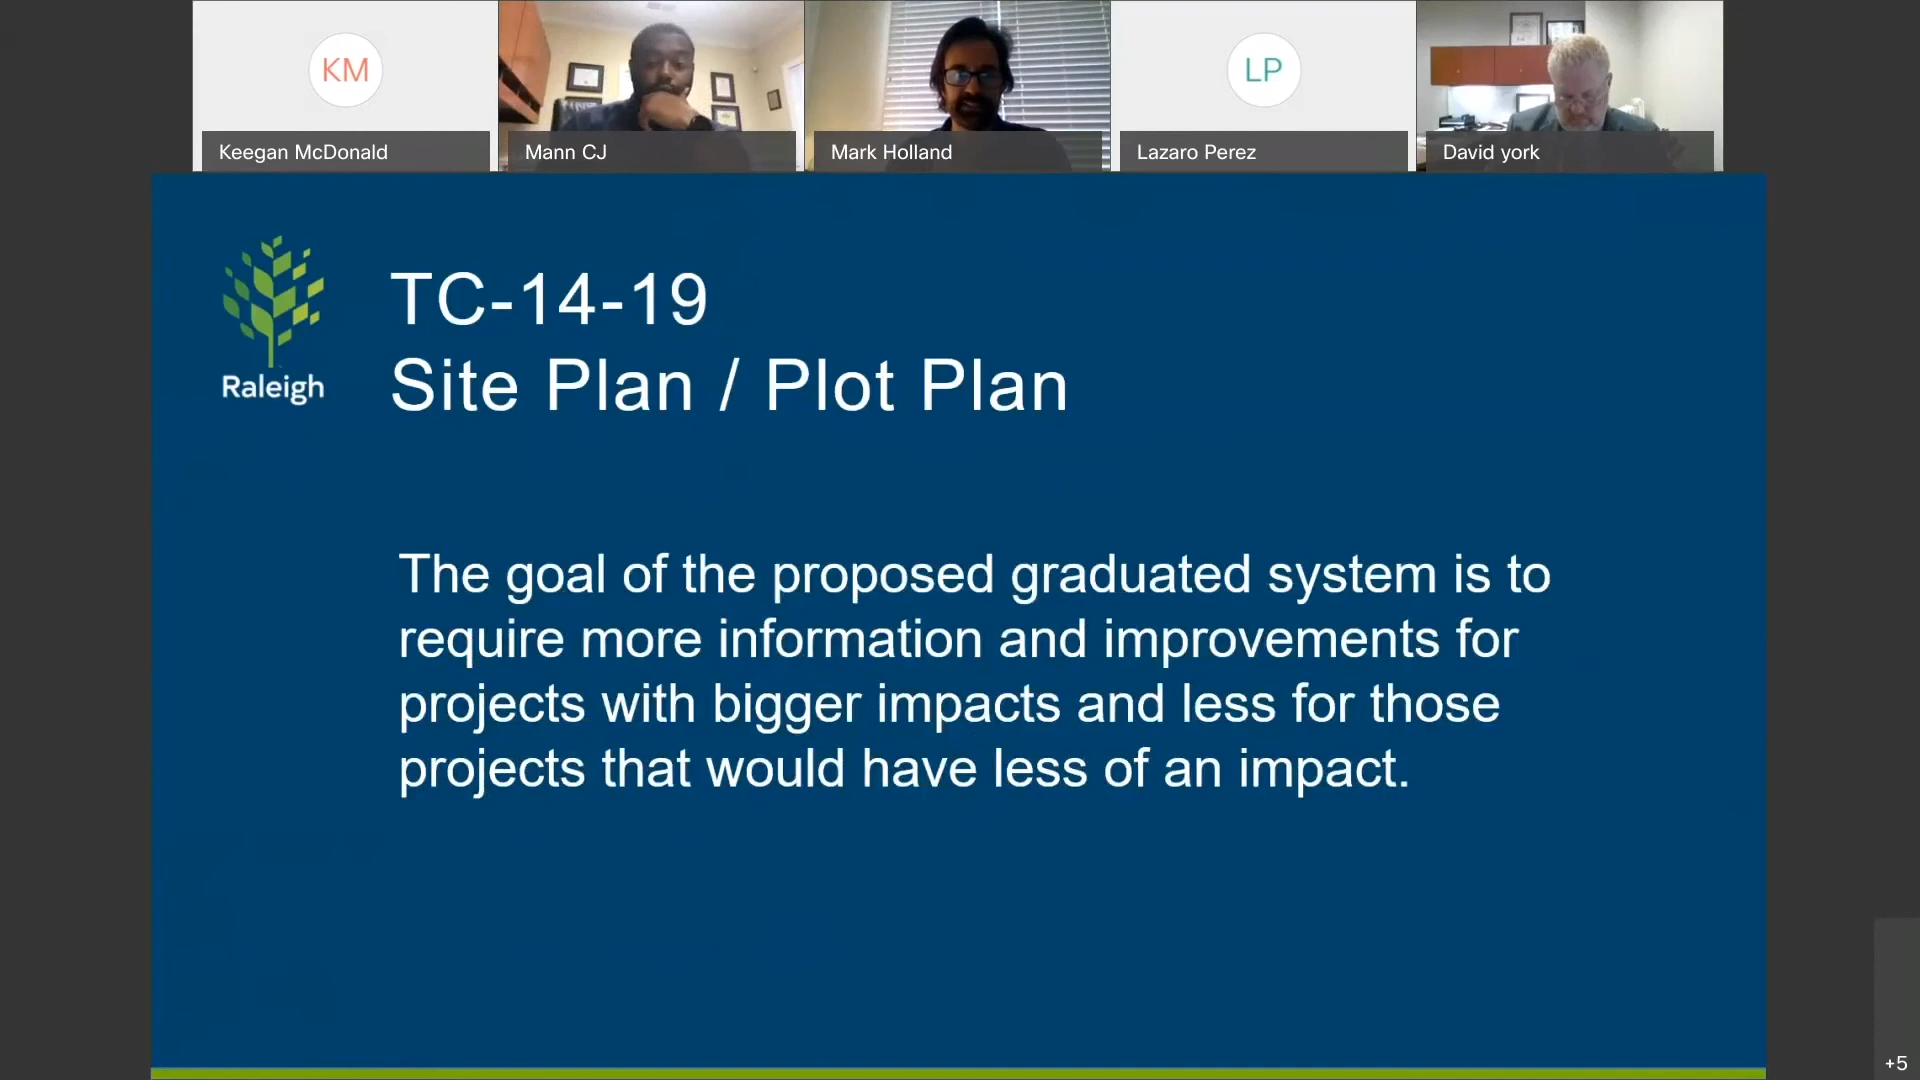 KM
LP
Keegan McDonald
Mann CJ
Mark Holland
Lazaro Perez
David york
Raleigh
TC-14-19
Site Plan / Plot Plan
The goal of the proposed graduated system is to
require more information and improvements for
projects with bigger impacts and less for those
projects that would have less of an impact.
+5